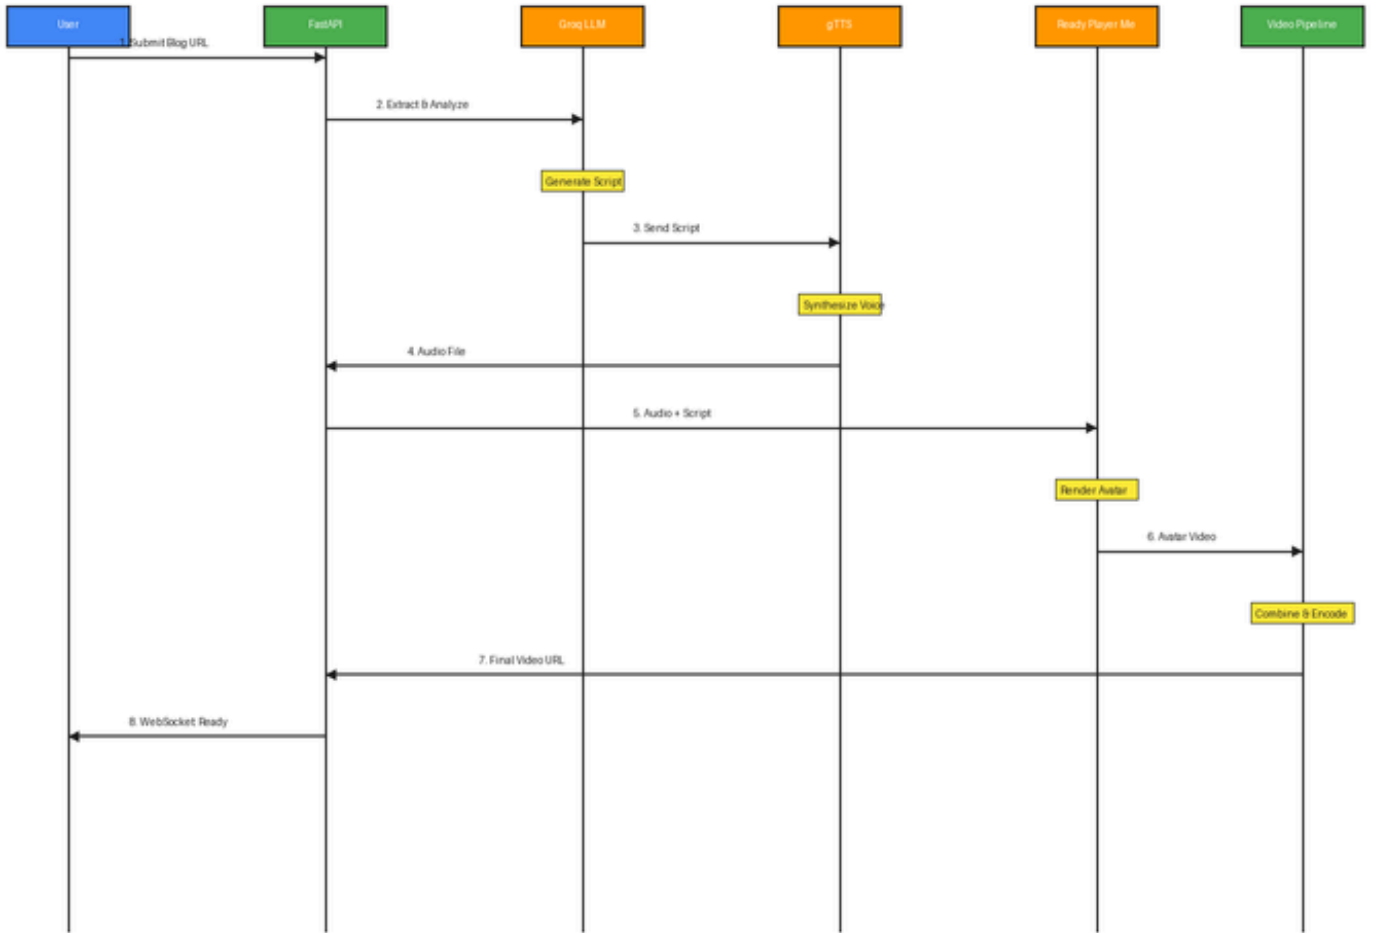 User
FastAPI
Groq LLM
gTTS
Ready Player Me
Video Pipeline
1. Submit Blog URL
2. Extract & Analyze
Generate Script
3. Send Script
Synthesize Voice
4. Audio File
5. Audio + Script
Render Avatar
6. Avatar Video
Combine & Encode
7. Final Video URL
8. WebSocket Ready